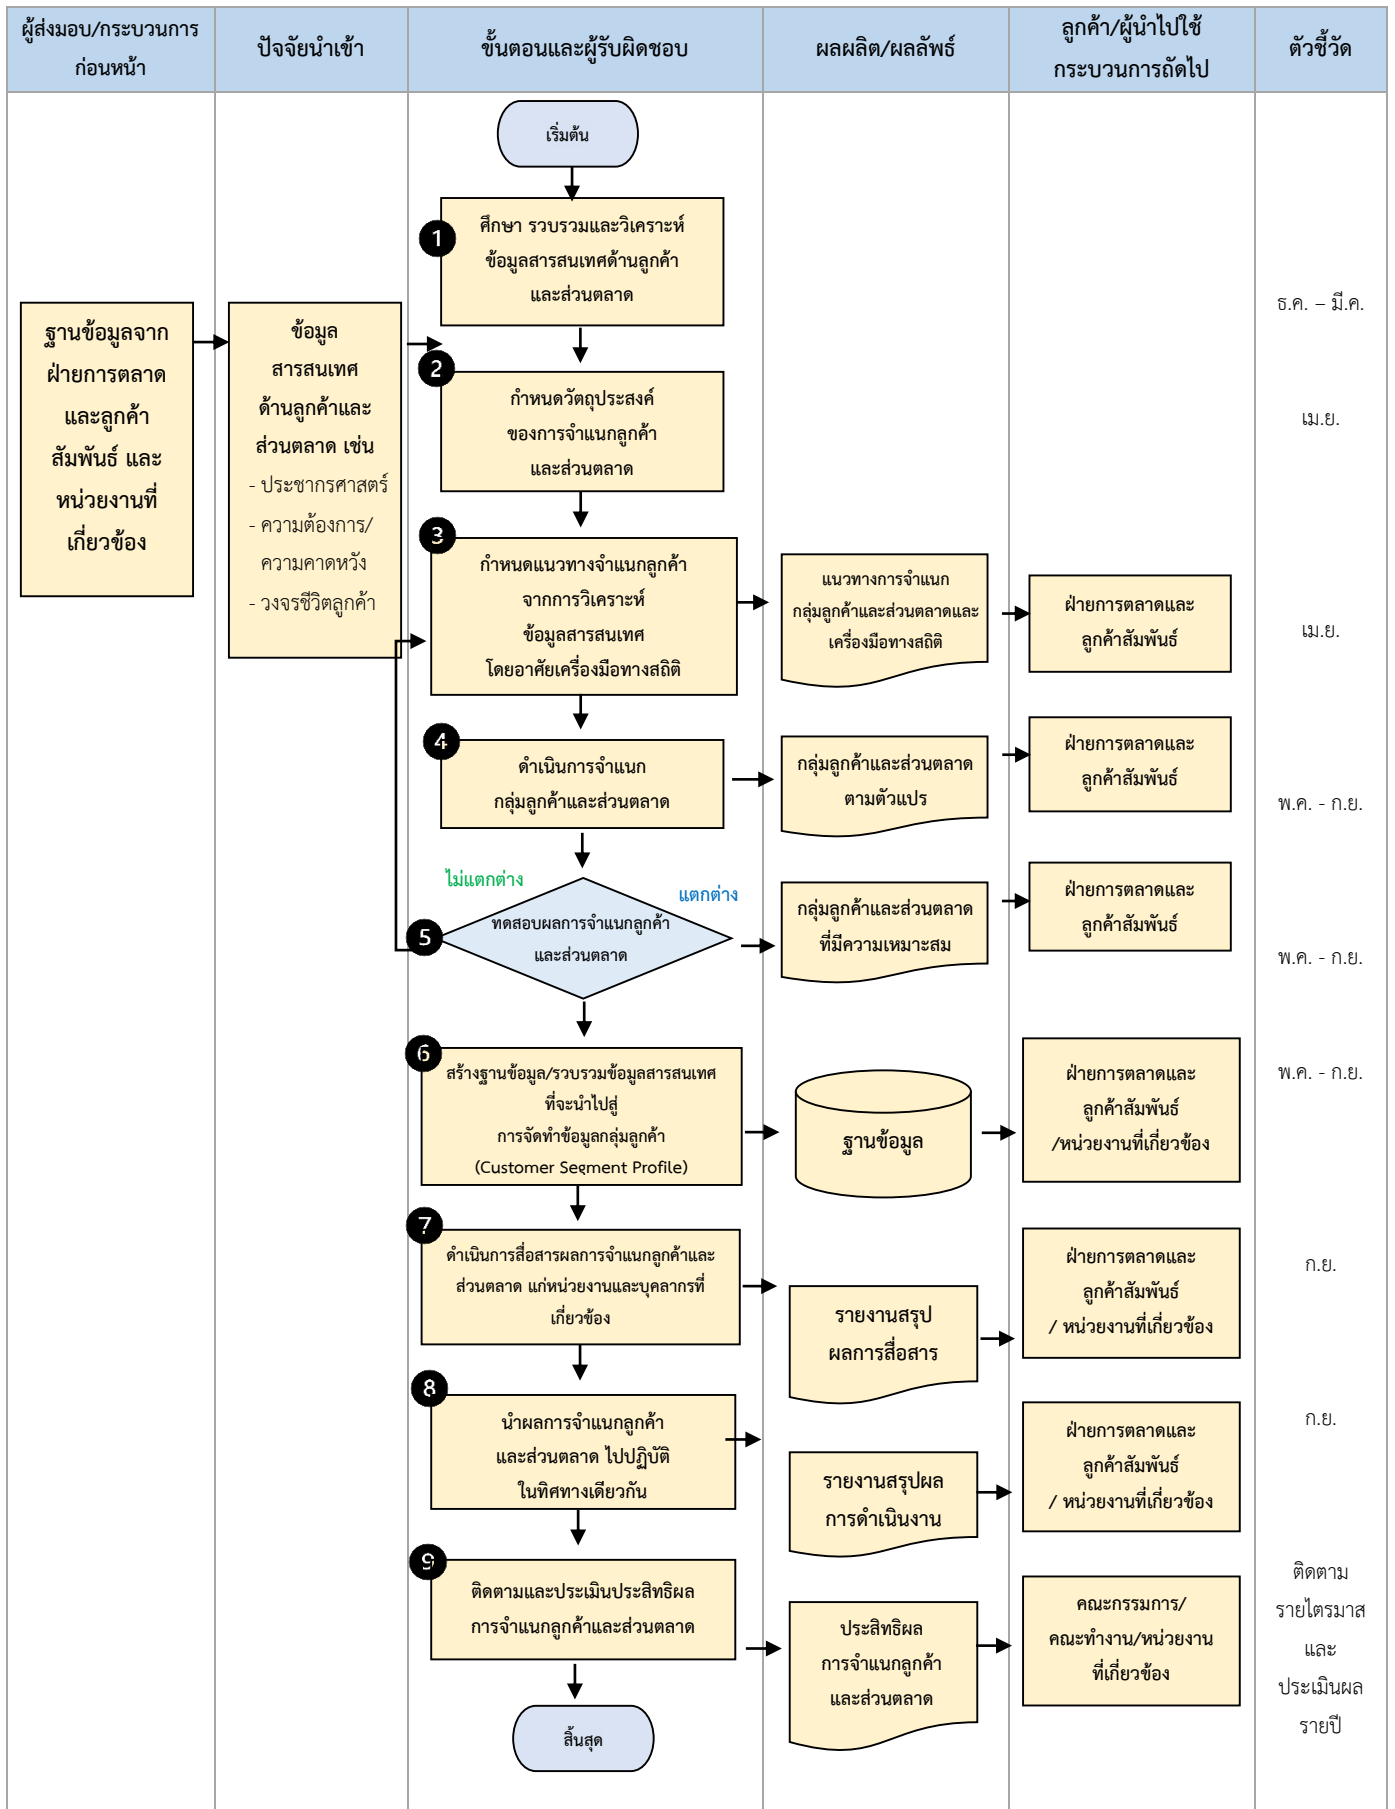 ผู้ส่งมอบ/กระบวนการ
ก่อนหน้า
ปัจจัยนำเข้า
ขั้นตอนและผู้รับผิดชอบ
ผลผลิต/ผลลัพธ์
ลูกค้า/ผู้นำไปใช้
กระบวนการถัดไป
ตัวชี้วัด
เริ่มต้น
1
ศึกษา รวบรวมและวิเคราะห์
ข้อมูลสารสนเทศด้านลูกค้า
และส่วนตลาด
ธ.ค. – มี.ค.
ฐานข้อมูลจาก
ฝ่ายการตลาด
และลูกค้า
สัมพันธ์ และ
หน่วยงานที่
เกี่ยวข้อง
ข้อมูล
สารสนเทศ
ด้านลูกค้าและ
ส่วนตลาด เช่น
- ประชากรศาสตร์
- ความต้องการ/
ความคาดหวัง
- วงจรชีวิตลูกค้า
2
กำหนดวัตถุประสงค์
ของการจำแนกลูกค้า
และส่วนตลาด
เม.ย.
3
กำหนดแนวทางจำแนกลูกค้า
จากการวิเคราะห์
ข้อมูลสารสนเทศ
โดยอาศัยเครื่องมือทางสถิติ
แนวทางการจำแนก
กลุ่มลูกค้าและส่วนตลาดและ
เครื่องมือทางสถิติ
ฝ่ายการตลาดและ
ลูกค้าสัมพันธ์
เม.ย.
4
ดำเนินการจำแนก
กลุ่มลูกค้าและส่วนตลาด
กลุ่มลูกค้าและส่วนตลาด
ตามตัวแปร
ฝ่ายการตลาดและ
ลูกค้าสัมพันธ์
พ.ค. - ก.ย.
ไม่แตกต่าง
แตกต่าง
5
ทดสอบผลการจำแนกลูกค้า
และส่วนตลาด
กลุ่มลูกค้าและส่วนตลาด
ที่มีความเหมาะสม
ฝ่ายการตลาดและ
ลูกค้าสัมพันธ์
พ.ค. - ก.ย.
6
สร้างฐานข้อมูล/รวบรวมข้อมูลสารสนเทศ
ที่จะนำไปสู่
การจัดทำข้อมูลกลุ่มลูกค้า
(Customer Segment Profile)
ฐานข้อมูล
ฝ่ายการตลาดและ
ลูกค้าสัมพันธ์
/หน่วยงานที่เกี่ยวข้อง
พ.ค. - ก.ย.
7
ดำเนินการสื่อสารผลการจำแนกลูกค้าและ
ส่วนตลาด แก่หน่วยงานและบุคลากรที่
เกี่ยวข้อง
รายงานสรุป
ผลการสื่อสาร
ฝ่ายการตลาดและ
ลูกค้าสัมพันธ์
/ หน่วยงานที่เกี่ยวข้อง
ก.ย.
8
นำผลการจำแนกลูกค้า
และส่วนตลาด ไปปฏิบัติ
ในทิศทางเดียวกัน
รายงานสรุปผล
การดำเนินงาน
ฝ่ายการตลาดและ
ลูกค้าสัมพันธ์
/ หน่วยงานที่เกี่ยวข้อง
ก.ย.
9
ติดตามและประเมินประสิทธิผล
การจำแนกลูกค้าและส่วนตลาด
ประสิทธิผล
การจำแนกลูกค้า
และส่วนตลาด
คณะกรรมการ/
คณะทำงาน/หน่วยงาน
ที่เกี่ยวข้อง
ติดตาม
รายไตรมาส
และ
ประเมินผล
รายปี
สิ้นสุด